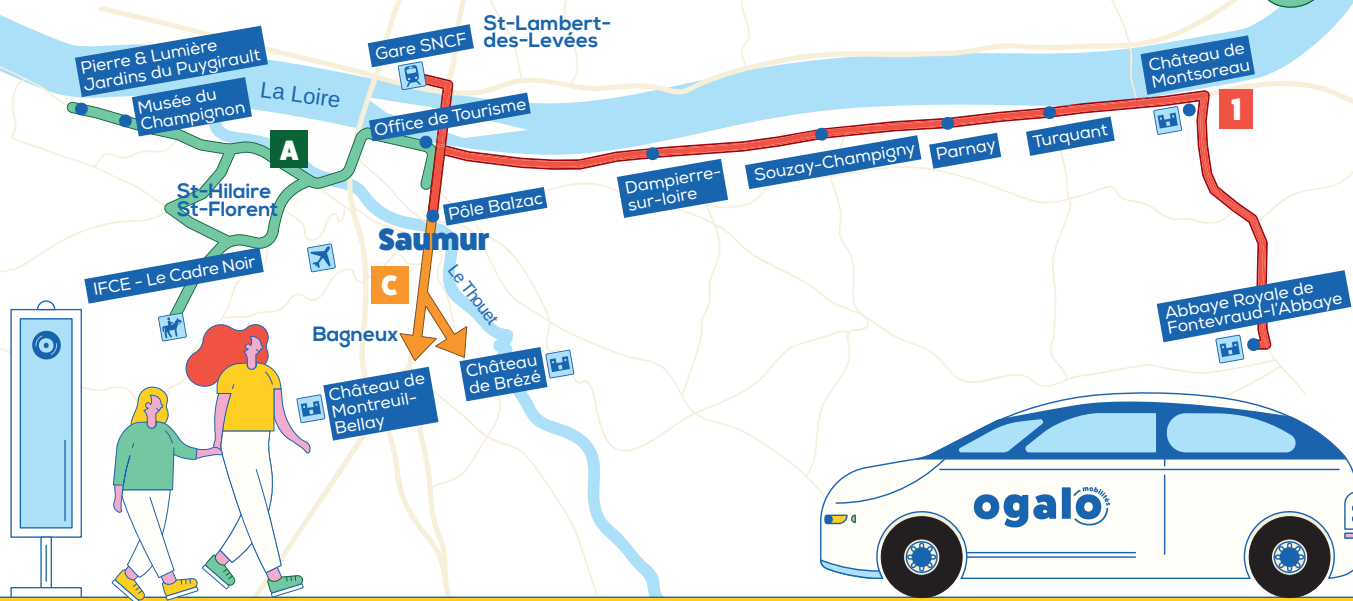 St-Lambert-
des-Levées
Gare SNCF
Pierre & Lumière
Jardins du Puygirault
Musée du
Champignon
La Loire
Office de Tourisme
Château de
Montsoreau
1
A
Turquant
Parnay
Souzay-Champigny
Dampierre-
sur-loire
St-Hilaire
St-Florent
Pôle Balzac
Saumur
IFCE - Le Cadre Noir
C
Le Thouet
Bagneux
Château
de Brézé
Château de
Montreuil-
Bellay
Abbaye Royale de
Fontevraud-l'Abbaye
ogalo
mobilités